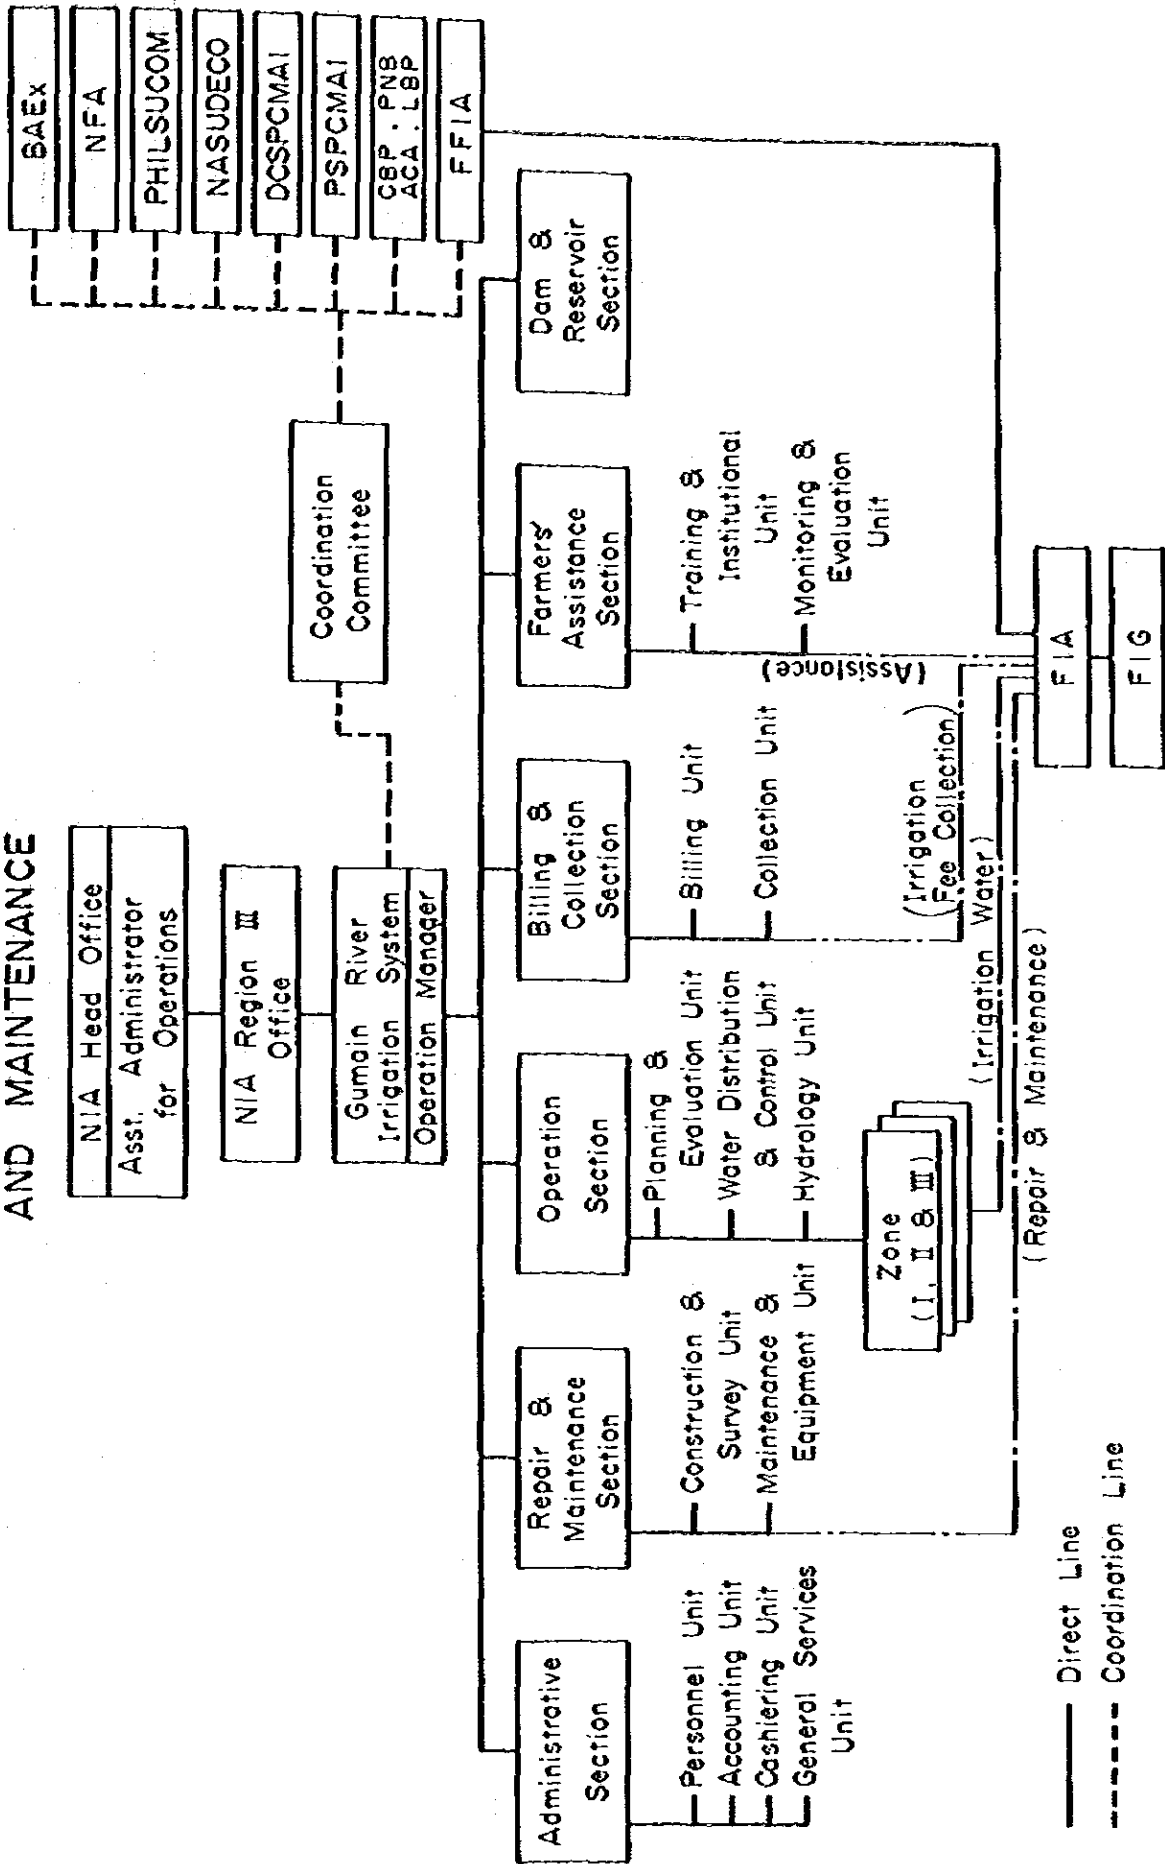 AND MAINTENANCE
NIA Head Office
Asst. Administrator
for Operations
NIA Region III
Office
Gumain River
Irrigation System
Operation Manager
Coordination
Committee
BAEx
NFA
PHILSUCOM
NASUDECO
DCSPCMAI
PSPCMAI
CBP . PNB
ACA . LBP
FFIA
Administrative
Section
Personnel Unit
Accounting Unit
Cashiering Unit
General Services
Unit
Repair &
Maintenance
Section
Construction &
Survey Unit
Maintenance &
Equipment Unit
Operation
Section
Planning &
Evaluation Unit
Water Distribution
& Control Unit
Hydrology Unit
Zone
(I, II & III)
Billing &
Collection
Section
Billing Unit
Collection Unit
Farmers'
Assistance
Section
Training &
Institutional
Unit
Monitoring &
Evaluation
Unit
Dam &
Reservoir
Section
(Assistance)
(Irrigation
Fee Collection)
(Irrigation Water)
(Repair & Maintenance)
FIA
FIG
Direct Line
Coordination Line